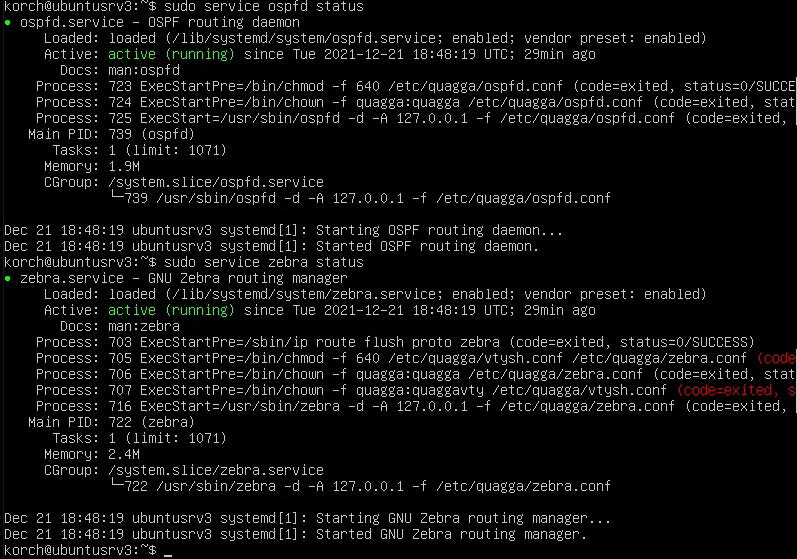 korch@ubuntusrv3:~$ sudo service ospfd status
● ospfd.service - OSPF routing daemon
Loaded: loaded (/lib/systemd/system/ospfd.service; enabled; vendor preset: enabled)
Active: active (running) since Tue 2021-12-21 18:48:19 UTC; 29min ago
Docs: man:ospfd
Process: 723 ExecStartPre=/bin/chmod -f 640 /etc/quagga/ospfd.conf (code=exited, status=0/SUCCE
Process: 724 ExecStartPre=/bin/chown -f quagga:quagga /etc/quagga/ospfd.conf (code=exited, stat
Process: 725 ExecStart=/usr/sbin/ospfd -d -A 127.0.0.1 -f /etc/quagga/ospfd.conf (code=exited,
Main PID: 739 (ospfd)
Tasks: 1 (limit: 1071)
Memory: 1.9M
CGroup: /system.slice/ospfd.service
└─739 /usr/sbin/ospfd -d -A 127.0.0.1 -f /etc/quagga/ospfd.conf
Dec 21 18:48:19 ubuntusrv3 systemd[1]: Starting OSPF routing daemon...
Dec 21 18:48:19 ubuntusrv3 systemd[1]: Started OSPF routing daemon.
korch@ubuntusrv3:~$ sudo service zebra status
● zebra.service - GNU Zebra routing manager
Loaded: loaded (/lib/systemd/system/zebra.service; enabled; vendor preset: enabled)
Active: active (running) since Tue 2021-12-21 18:48:19 UTC; 29min ago
Docs: man:zebra
Process: 703 ExecStartPre=/sbin/ip route flush proto zebra (code=exited, status=0/SUCCESS)
Process: 705 ExecStartPre=/bin/chmod -f 640 /etc/quagga/vtysh.conf /etc/quagga/zebra.conf (code
Process: 706 ExecStartPre=/bin/chown -f quagga:quagga /etc/quagga/zebra.conf (code=exited, stat
Process: 707 ExecStartPre=/bin/chown -f quagga:quaggavty /etc/quagga/vtysh.conf (code=exited, s
Process: 716 ExecStart=/usr/sbin/zebra -d -A 127.0.0.1 -f /etc/quagga/zebra.conf (code=exited,
Main PID: 722 (zebra)
Tasks: 1 (limit: 1071)
Memory: 2.4M
CGroup: /system.slice/zebra.service
└─722 /usr/sbin/zebra -d -A 127.0.0.1 -f /etc/quagga/zebra.conf
Dec 21 18:48:19 ubuntusrv3 systemd[1]: Starting GNU Zebra routing manager...
Dec 21 18:48:19 ubuntusrv3 systemd[1]: Started GNU Zebra routing manager.
korch@ubuntusrv3:~$ _